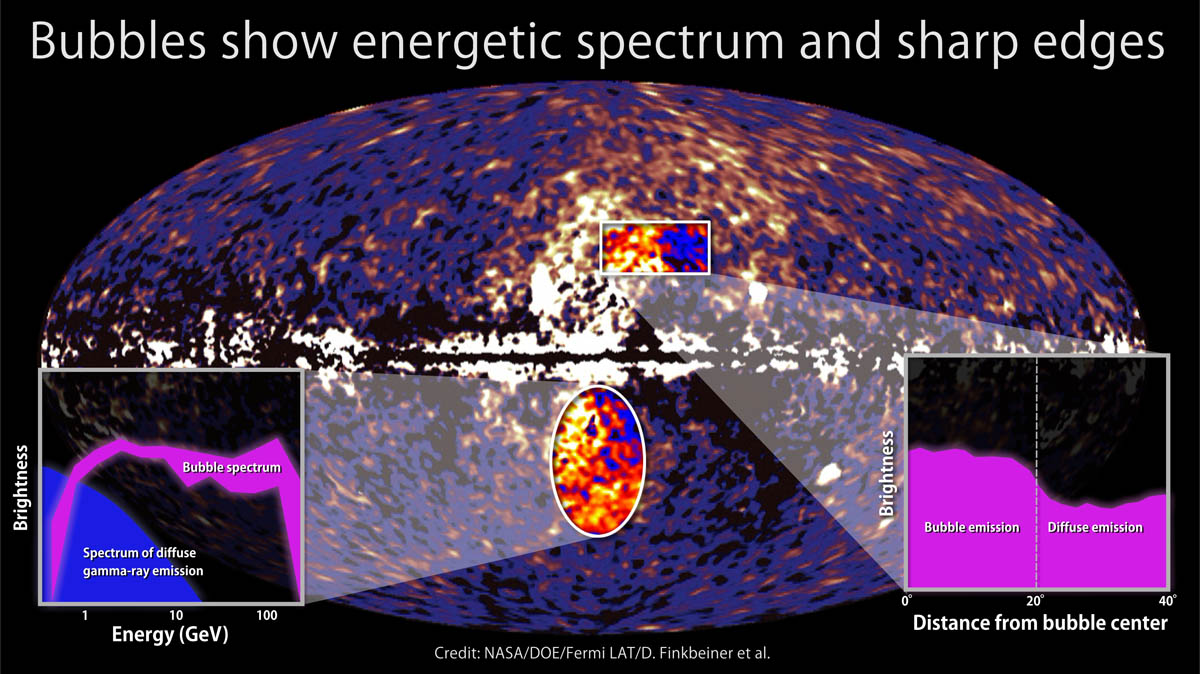 Bubbles show energetic spectrum and sharp edges
Brightness
Bubble spectrum
Spectrum of diffuse
gamma-ray emission
1 10 100
Energy (GeV)
Brightness
Bubble emission
Diffuse emission
0° 20° 40°
Distance from bubble center
Credit: NASA/DOE/Fermi LAT/D. Finkbeiner et al.